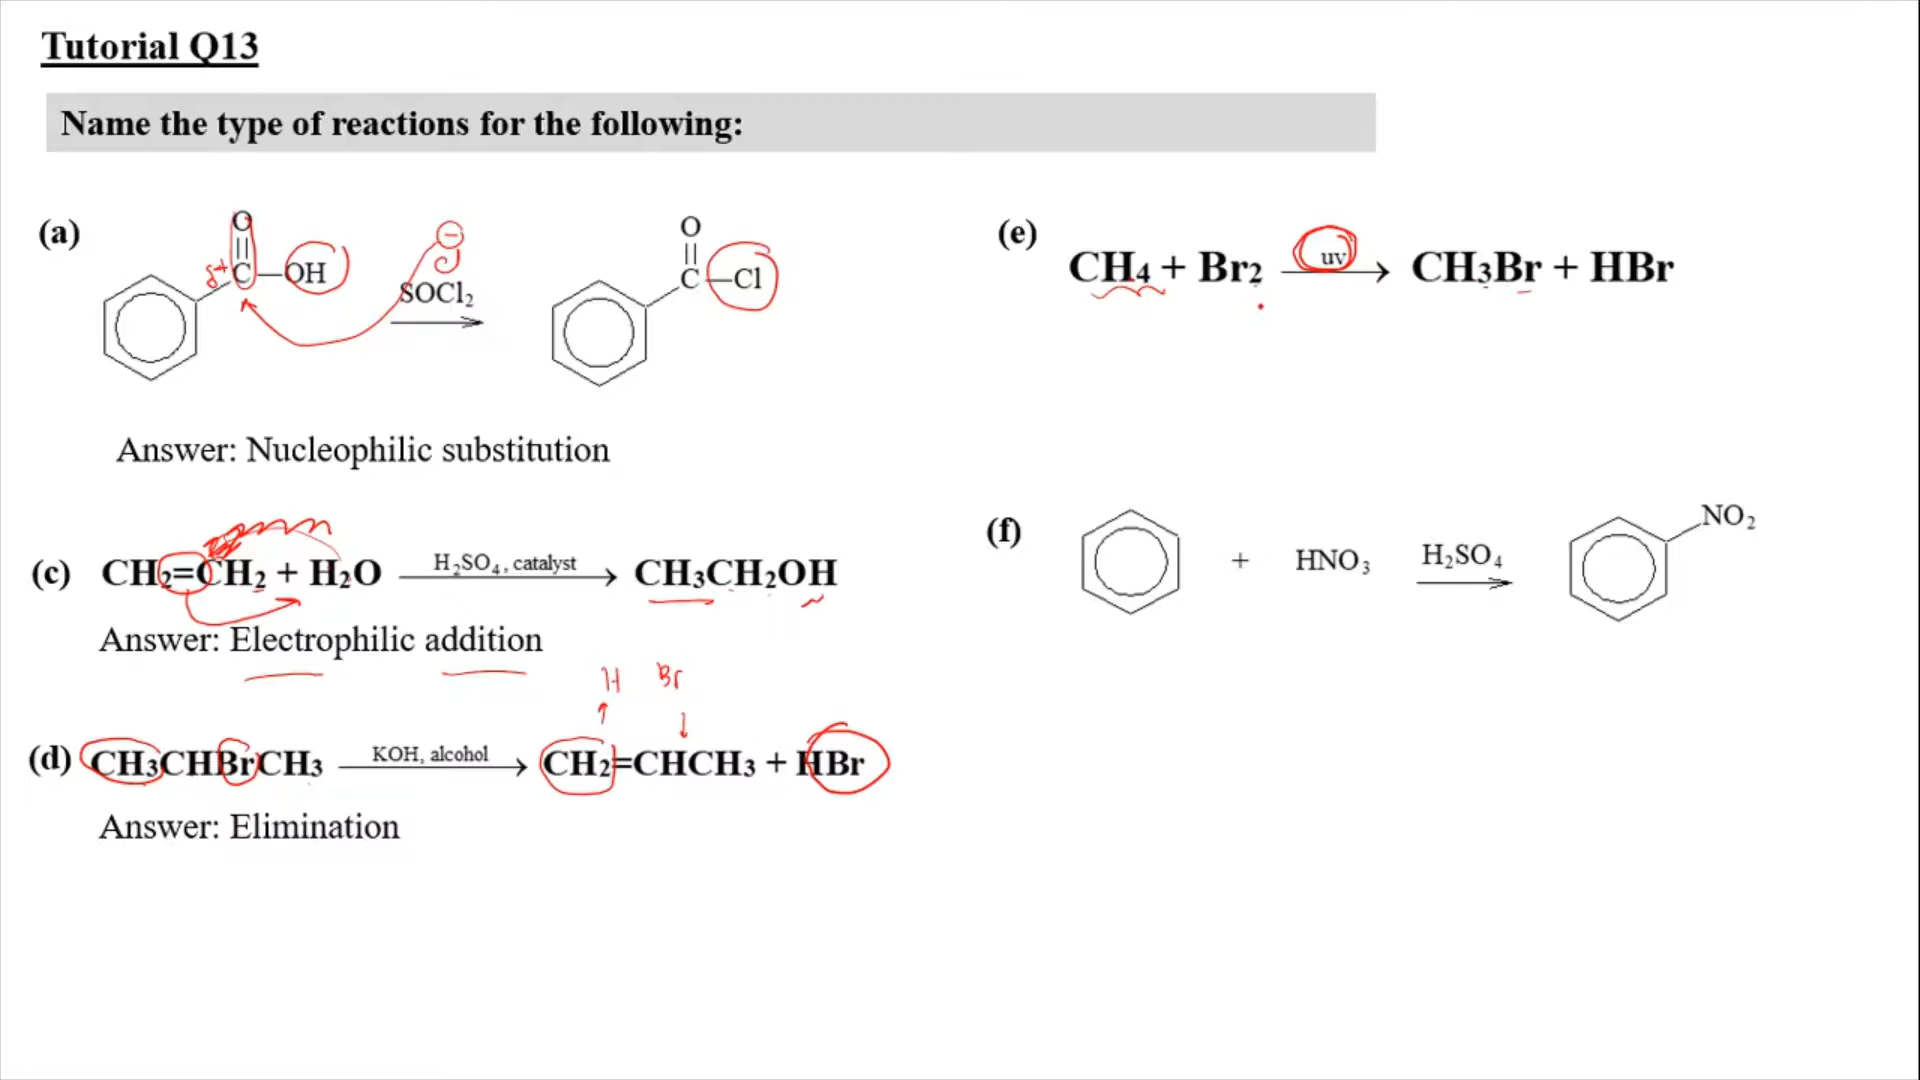 Tutorial Q13
Name the type of reactions for the following:
(a)
O
C
OH
δ+
−
SOCl2
O
C
Cl
Answer: Nucleophilic substitution
(c) CH2=CH2 + H2O H2SO4, catalyst CH3CH2OH
Answer: Electrophilic addition
H Br
(d) CH3CHBrCH3 KOH, alcohol CH2=CHCH3 + HBr
Answer: Elimination
(e) CH4 + Br2 uv CH3Br + HBr
(f) + HNO3 H2SO4 NO2